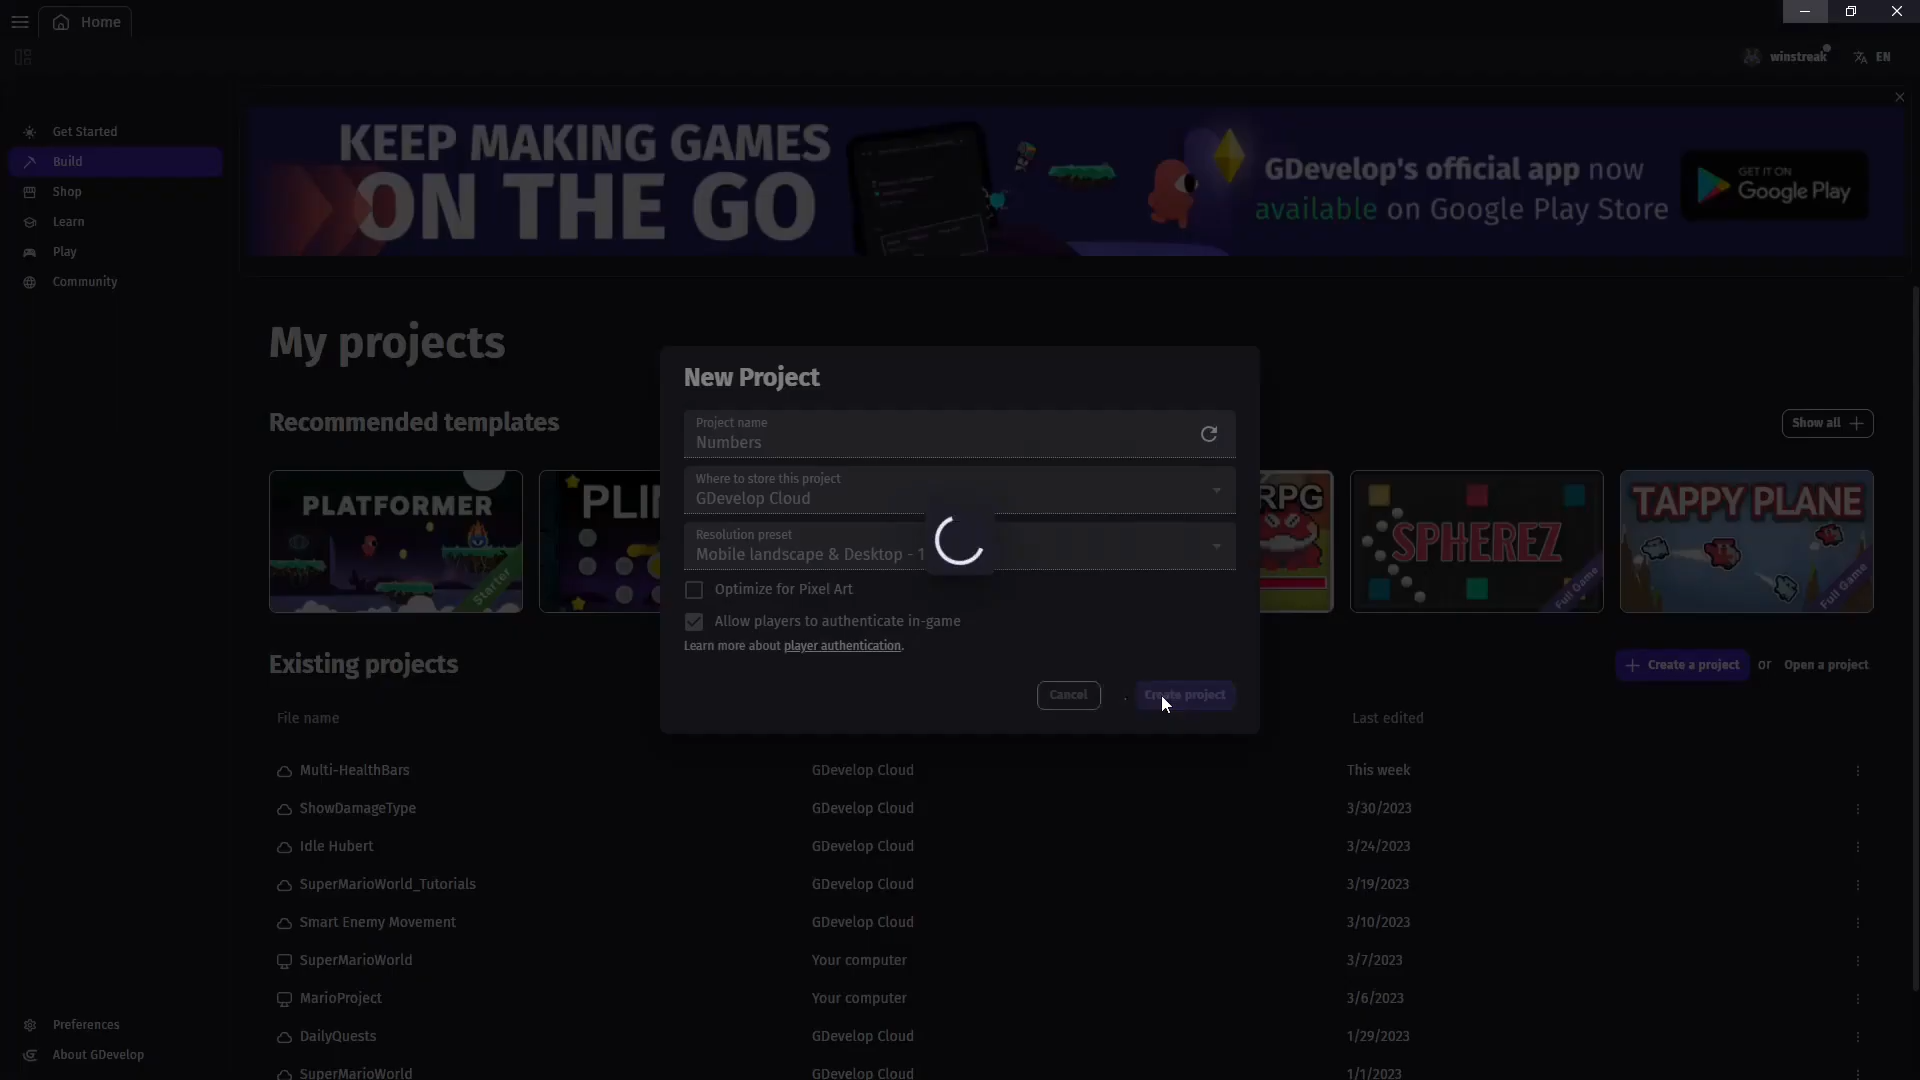 Home
winstreak
EN
Get Started
Build
Shop
Learn
Play
Community
KEEP MAKING GAMES
ON THE GO
GDevelop's official app now
available on Google Play Store
GET IT ON
Google Play
My projects
Recommended templates
Show all
PLATFORMER
Starter
PLI
RPG
SPHEREZ
Full Game
TAPPY PLANE
Full Game
New Project
Project name
Numbers
Where to store this project
GDevelop Cloud
Resolution preset
Mobile landscape & Desktop - 1
Optimize for Pixel Art
Allow players to authenticate in-game
Learn more about player authentication.
Cancel
Create project
Existing projects
Create a project or Open a project
File name Last edited
Multi-HealthBars GDevelop Cloud This week
ShowDamageType GDevelop Cloud 3/30/2023
Idle Hubert GDevelop Cloud 3/24/2023
SuperMarioWorld_Tutorials GDevelop Cloud 3/19/2023
Smart Enemy Movement GDevelop Cloud 3/10/2023
SuperMarioWorld Your computer 3/7/2023
MarioProject Your computer 3/6/2023
DailyQuests GDevelop Cloud 1/29/2023
SuperMarioWorld GDevelop Cloud 1/1/2023
Preferences
About GDevelop